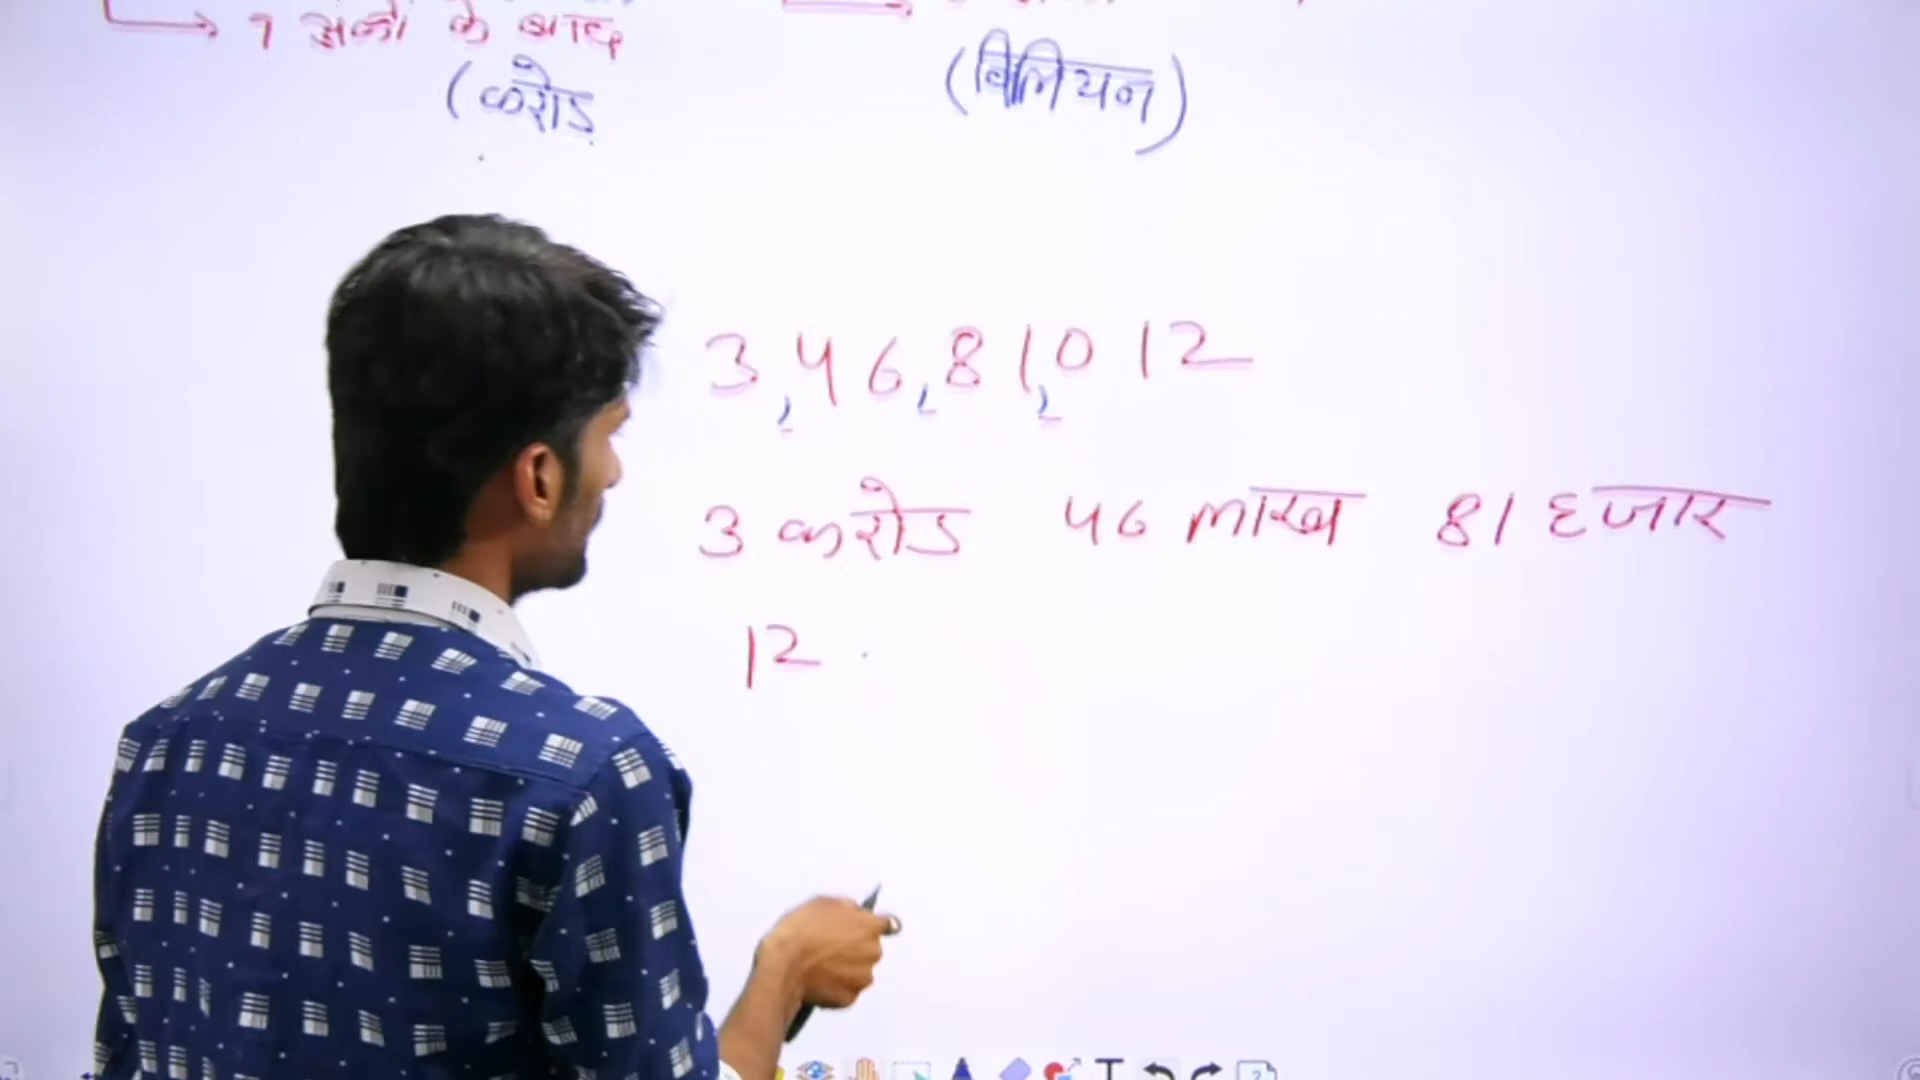 7 अंको के बाद
(करोड
(बिलियन)
3,46,81,012
3 करोड 46 लाख 81 हजार
12